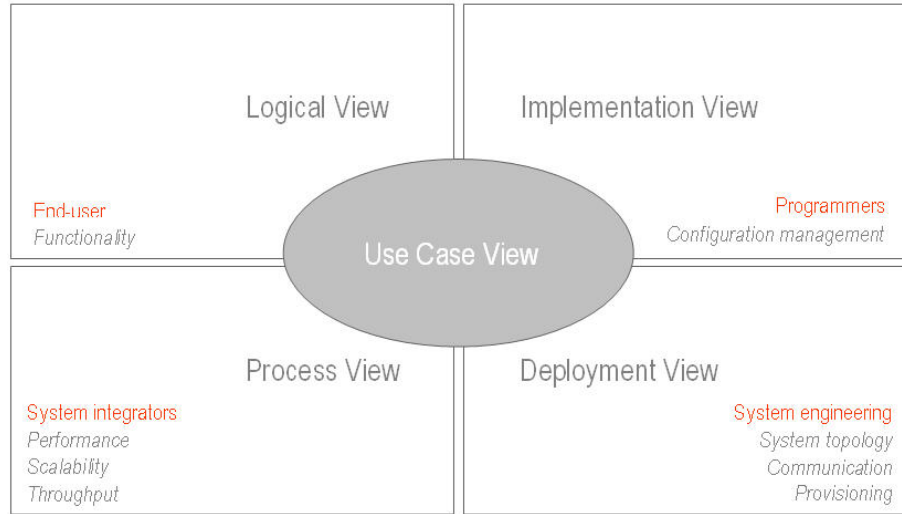 Logical View
End-user
Functionality
Implementation View
Programmers
Configuration management
Use Case View
Process View
System integrators
Performance
Scalability
Throughput
Deployment View
System engineering
System topology
Communication
Provisioning